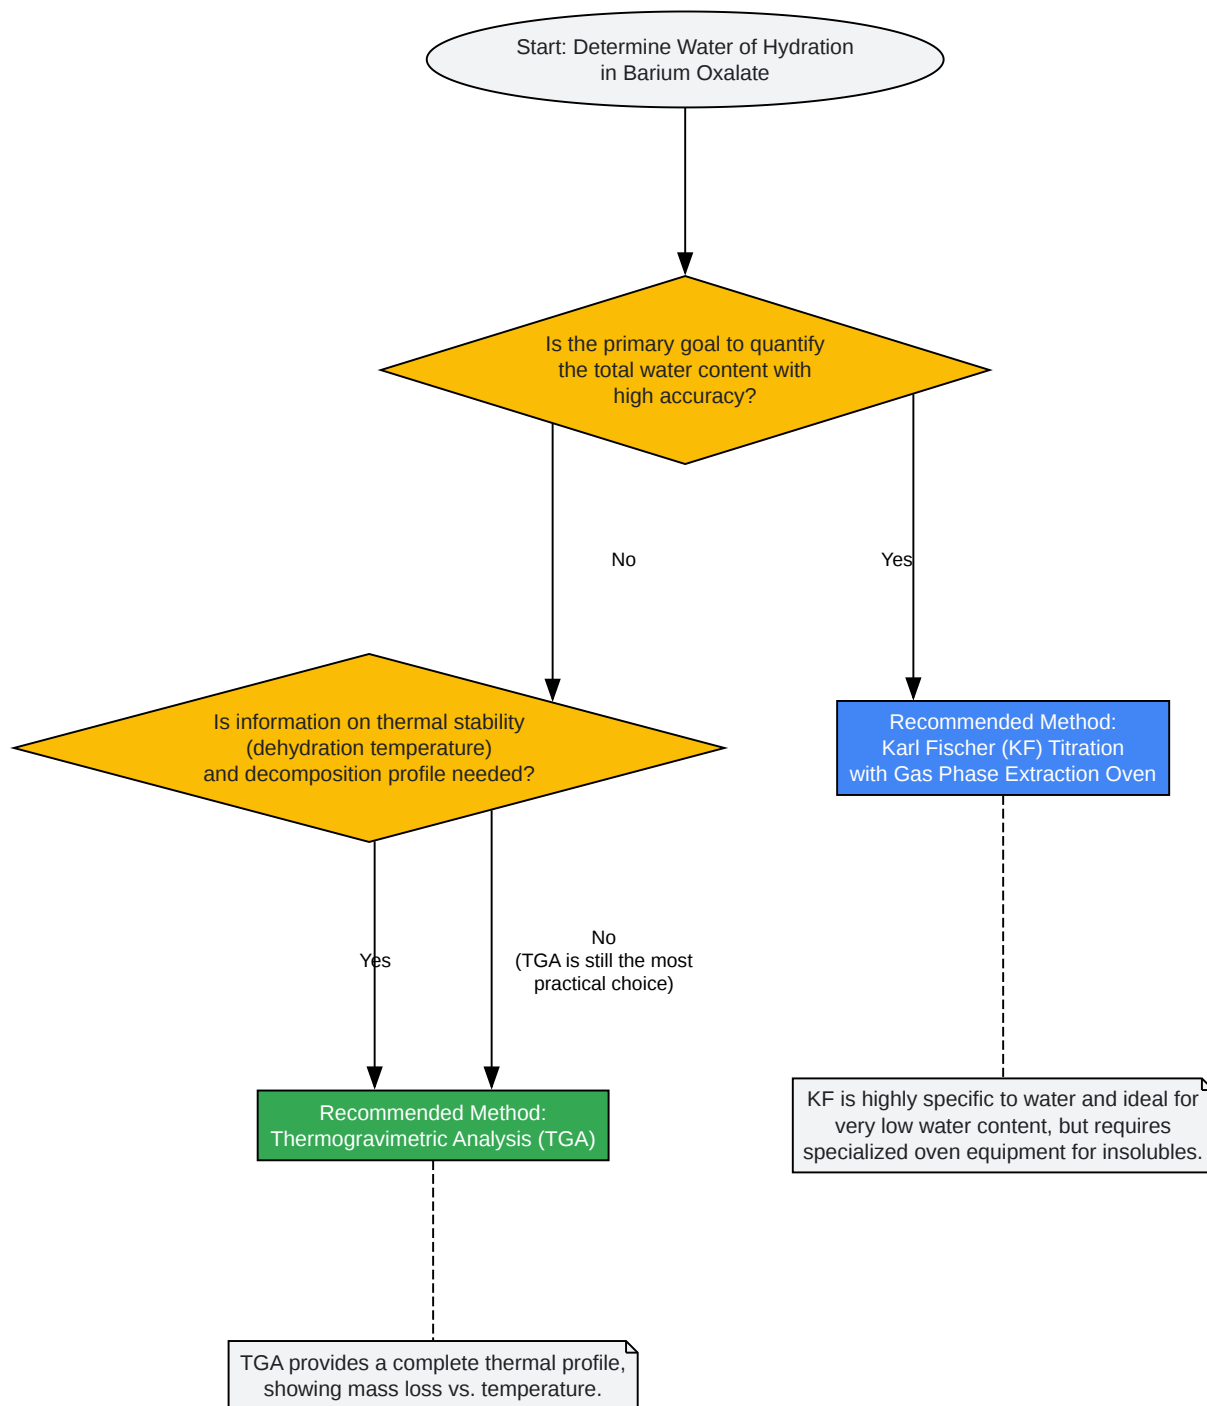 Start: Determine Water of Hydration
in Barium Oxalate
Is the primary goal to quantify
the total water content with
high accuracy?
No
Yes
Is information on thermal stability
(dehydration temperature)
and decomposition profile needed?
Recommended Method:
Karl Fischer (KF) Titration
with Gas Phase Extraction Oven
Yes
No
(TGA is still the most
practical choice)
Recommended Method:
Thermogravimetric Analysis (TGA)
KF is highly specific to water and ideal for
very low water content, but requires
specialized oven equipment for insolubles.
TGA provides a complete thermal profile,
showing mass loss vs. temperature.